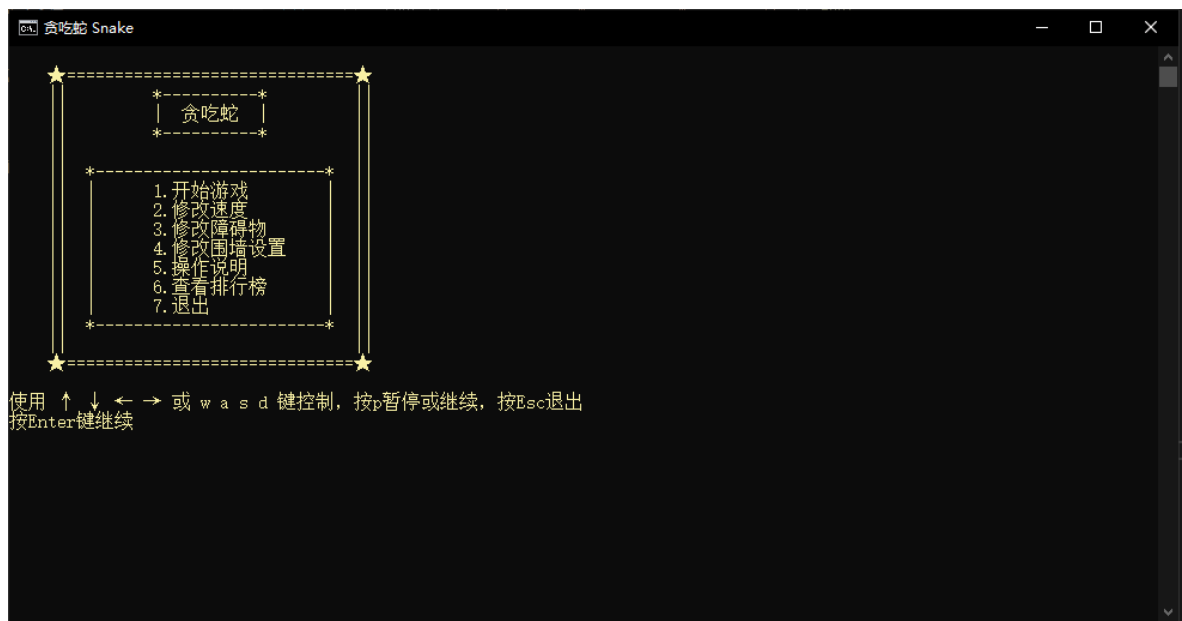 贪吃蛇 Snake
★==============================★
*----------*
| 贪吃蛇 |
*----------*
*------------------------*
1.开始游戏
2.修改速度
3.修改障碍物
4.修改围墙设置
5.操作说明
6.查看排行榜
7.退出
*------------------------*
★==============================★
使用 ↑ ↓ ← → 或 w a s d 键控制，按p暂停或继续，按Esc退出
按Enter键继续